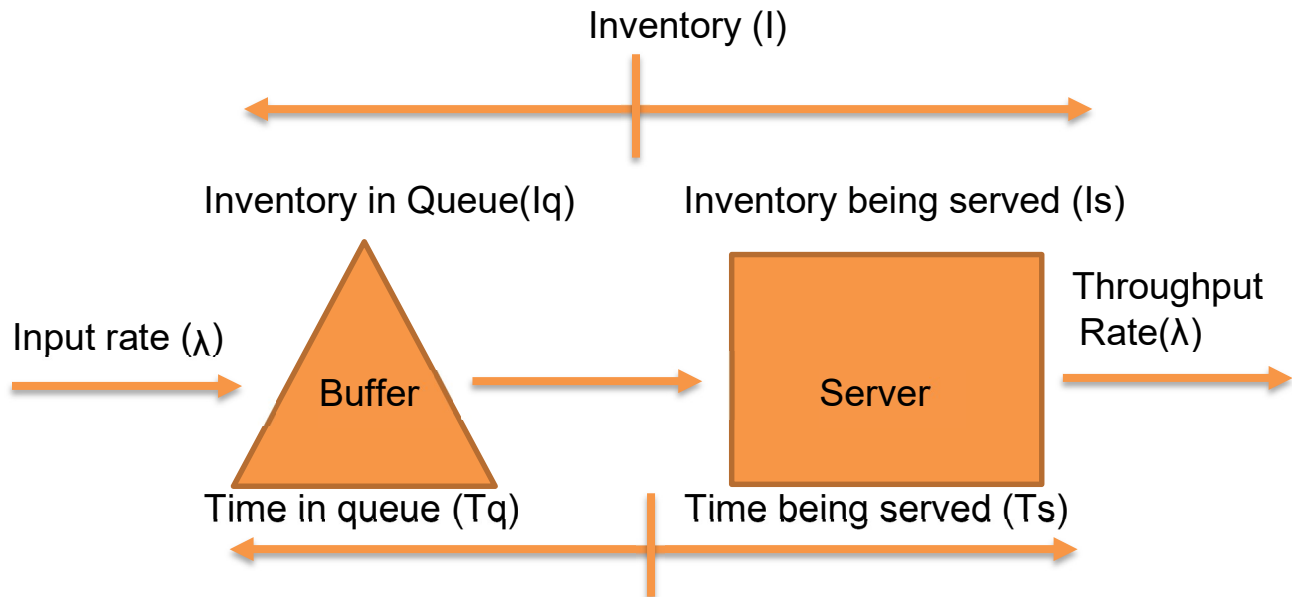 Inventory (I)
Inventory in Queue(Iq)
Inventory being served (Is)
Throughput
Rate(λ)
Input rate (λ)
Buffer
Server
Time in queue (Tq)
Time being served (Ts)